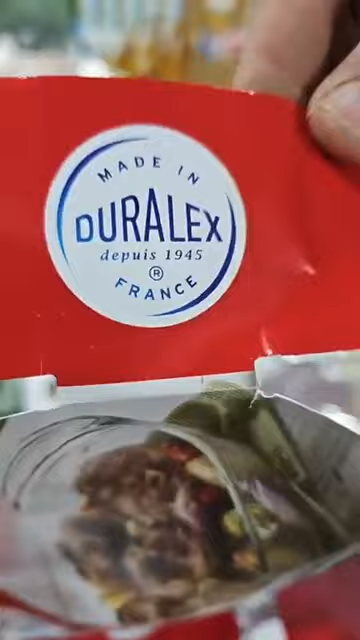 MADE IN
DURALEX
depuis 1945
®
FRANCE